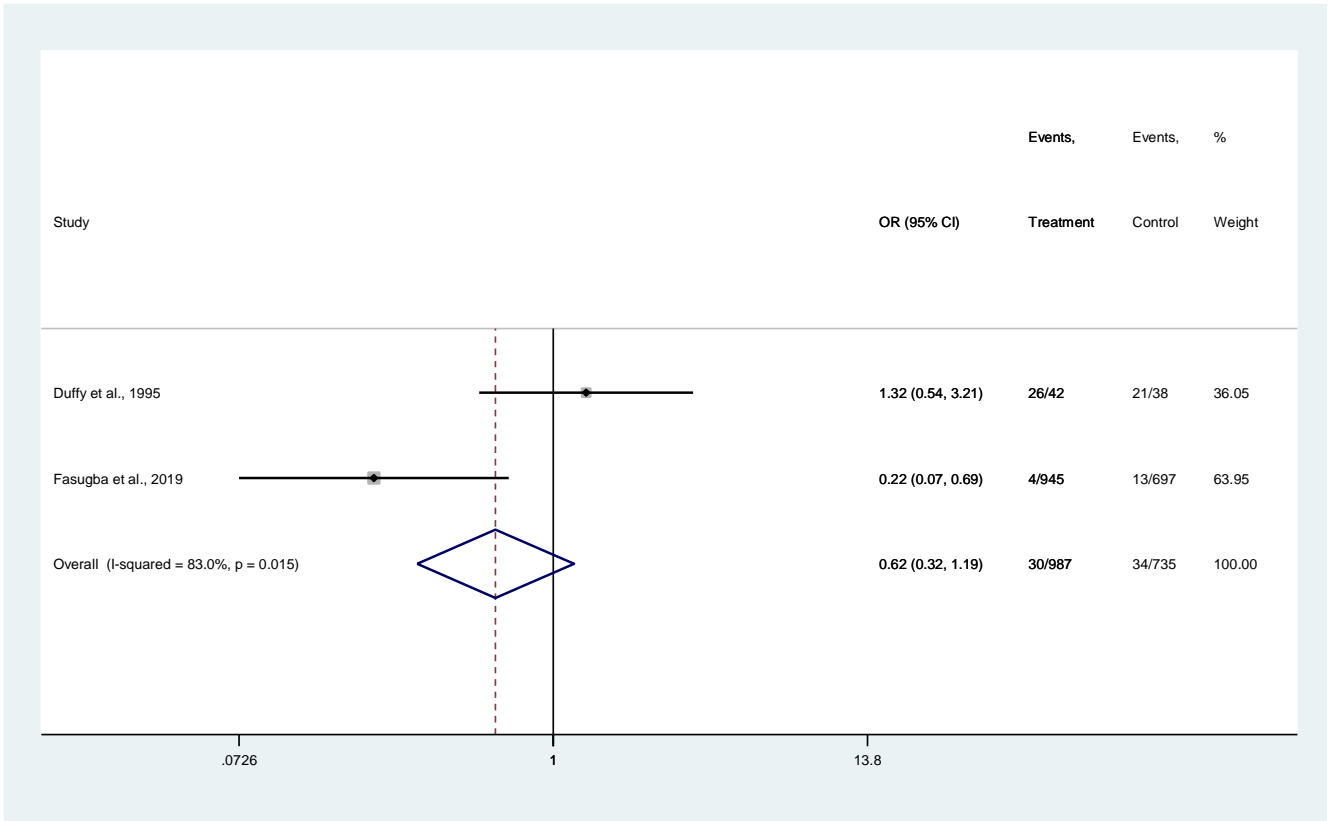 Events, Events, %
Study OR (95% CI) Treatment Control Weight
Duffy et al., 1995 1.32 (0.54, 3.21) 26/42 21/38 36.05
Fasugba et al., 2019 0.22 (0.07, 0.69) 4/945 13/697 63.95
Overall (I-squared = 83.0%, p = 0.015) 0.62 (0.32, 1.19) 30/987 34/735 100.00
.0726 1 13.8